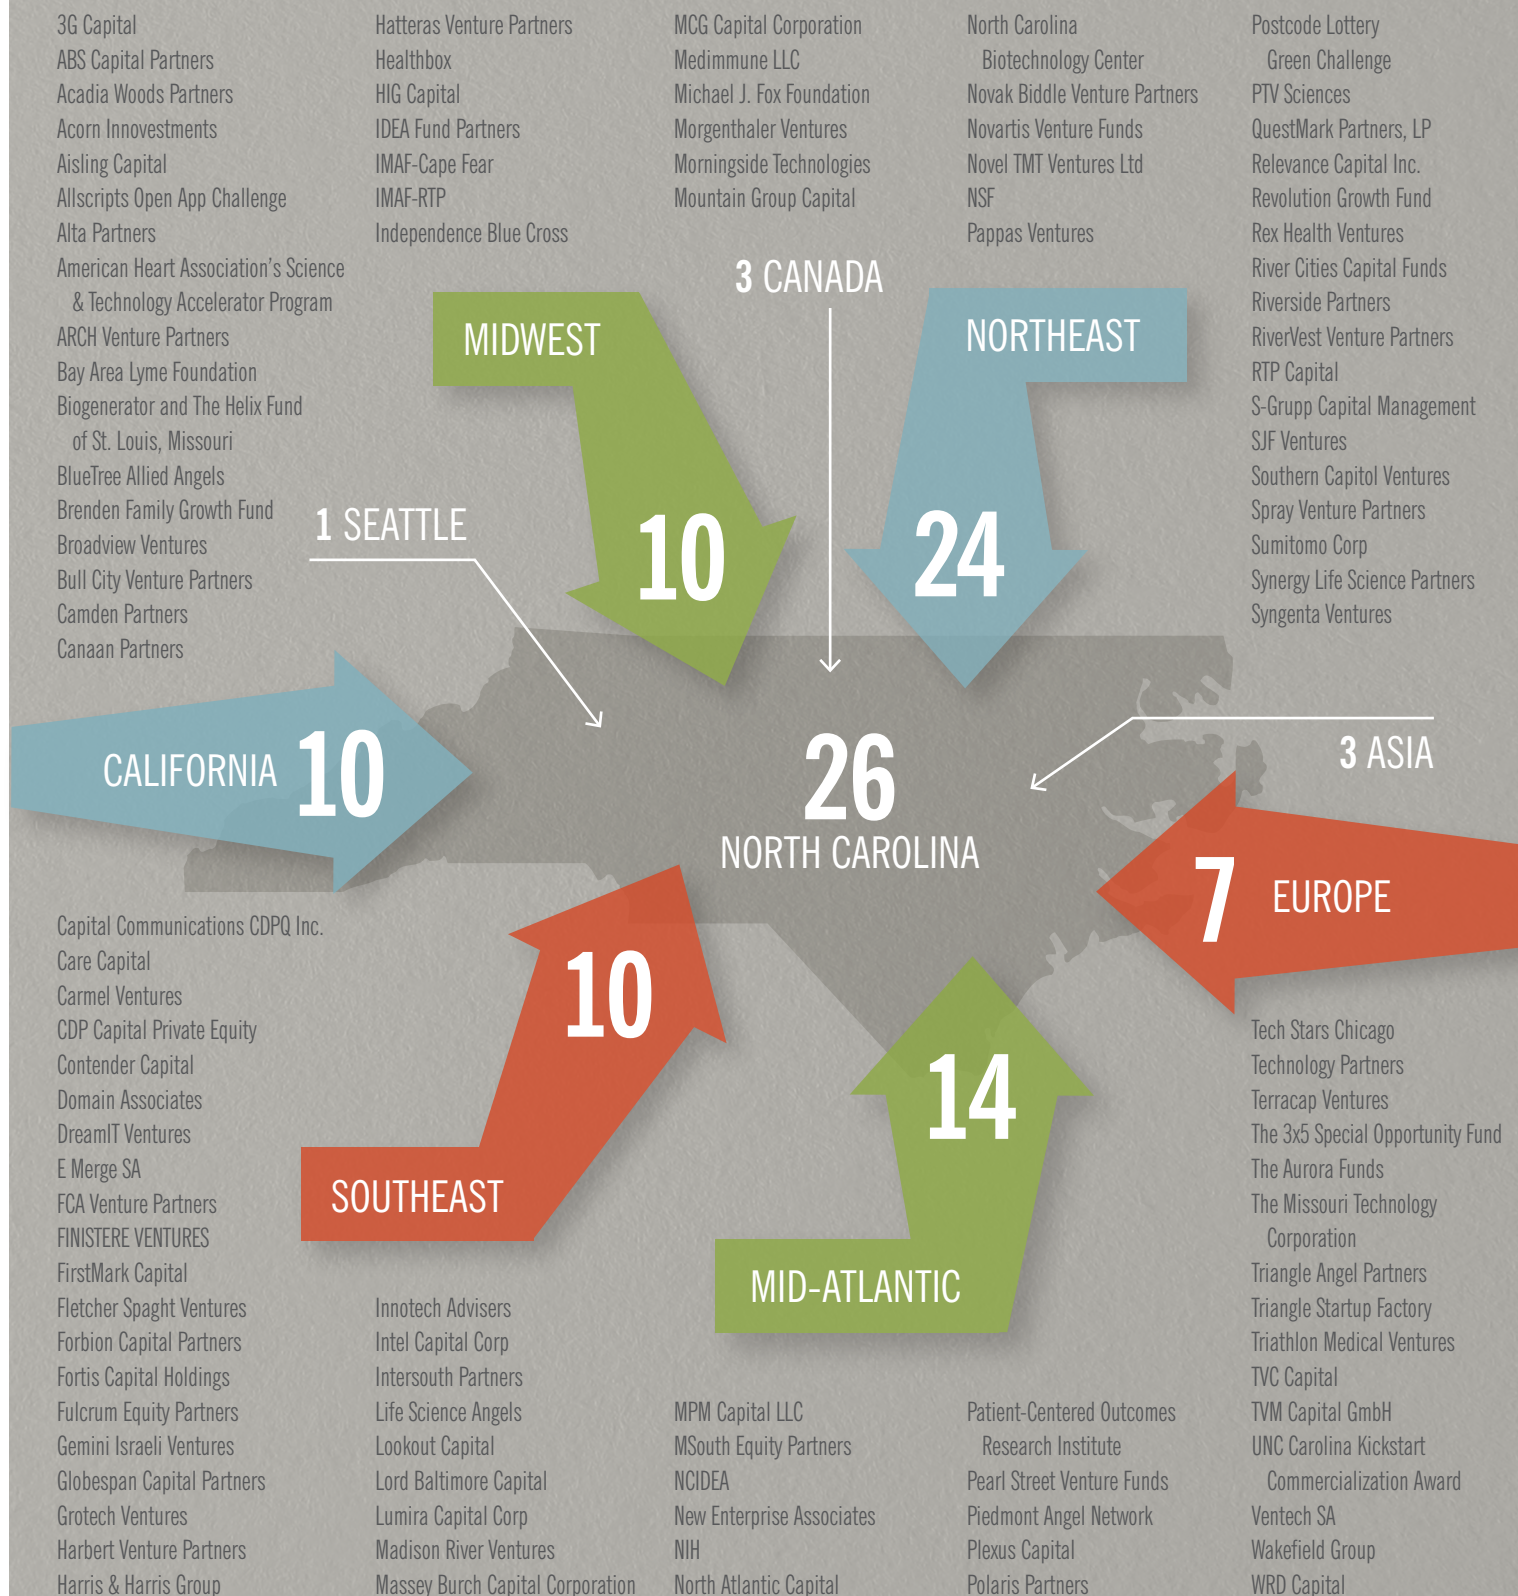 3G Capital
ABS Capital Partners
Acadia Woods Partners
Acorn Innovestments
Aisling Capital
Allscripts Open App Challenge
Alta Partners
American Heart Association's Science
& Technology Accelerator Program
ARCH Venture Partners
Bay Area Lyme Foundation
Biogenerator and The Helix Fund
of St. Louis, Missouri
BlueTree Allied Angels
Brenden Family Growth Fund
Broadview Ventures
Bull City Venture Partners
Camden Partners
Canaan Partners
Capital Communications CDPQ Inc.
Care Capital
Carmel Ventures
CDP Capital Private Equity
Contender Capital
Domain Associates
DreamIT Ventures
E Merge SA
FCA Venture Partners
FINISTERE VENTURES
FirstMark Capital
Fletcher Spaght Ventures
Forbion Capital Partners
Fortis Capital Holdings
Fulcrum Equity Partners
Gemini Israeli Ventures
Globespan Capital Partners
Grotech Ventures
Harbert Venture Partners
Harris & Harris Group
Hatteras Venture Partners
Healthbox
HIG Capital
IDEA Fund Partners
IMAF-Cape Fear
IMAF-RTP
Independence Blue Cross
Innotech Advisers
Intel Capital Corp
Intersouth Partners
Life Science Angels
Lookout Capital
Lord Baltimore Capital
Lumira Capital Corp
Madison River Ventures
Massey Burch Capital Corporation
MCG Capital Corporation
Medimmune LLC
Michael J. Fox Foundation
Morgenthaler Ventures
Morningside Technologies
Mountain Group Capital
MPM Capital LLC
MSouth Equity Partners
NCIDEA
New Enterprise Associates
NIH
North Atlantic Capital
North Carolina
Biotechnology Center
Novak Biddle Venture Partners
Novartis Venture Funds
Novel TMT Ventures Ltd
NSF
Pappas Ventures
Patient-Centered Outcomes
Research Institute
Pearl Street Venture Funds
Piedmont Angel Network
Plexus Capital
Polaris Partners
Postcode Lottery
Green Challenge
PTV Sciences
QuestMark Partners, LP
Relevance Capital Inc.
Revolution Growth Fund
Rex Health Ventures
River Cities Capital Funds
Riverside Partners
RiverVest Venture Partners
RTP Capital
S-Grupp Capital Management
SJF Ventures
Southern Capitol Ventures
Spray Venture Partners
Sumitomo Corp
Synergy Life Science Partners
Syngenta Ventures
Tech Stars Chicago
Technology Partners
Terracap Ventures
The 3x5 Special Opportunity Fund
The Aurora Funds
The Missouri Technology
Corporation
Triangle Angel Partners
Triangle Startup Factory
Triathlon Medical Ventures
TVC Capital
TVM Capital GmbH
UNC Carolina Kickstart
Commercialization Award
Ventech SA
Wakefield Group
WRD Capital
3 CANADA
MIDWEST
10
NORTHEAST
24
1 SEATTLE
CALIFORNIA 10
26
NORTH CAROLINA
3 ASIA
7 EUROPE
10
SOUTHEAST
14
MID-ATLANTIC